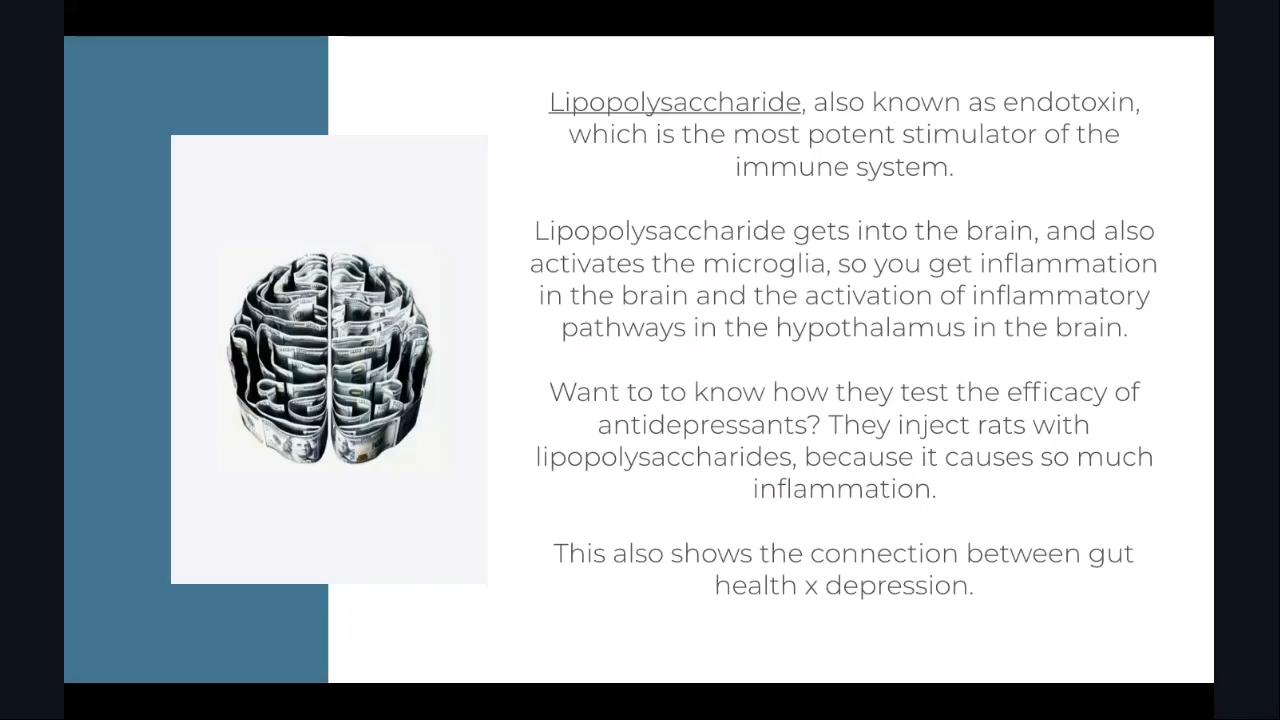 Lipopolysaccharide, also known as endotoxin,
which is the most potent stimulator of the
immune system.
Lipopolysaccharide gets into the brain, and also
activates the microglia, so you get inflammation
in the brain and the activation of inflammatory
pathways in the hypothalamus in the brain.
Want to to know how they test the efficacy of
antidepressants? They inject rats with
lipopolysaccharides, because it causes so much
inflammation.
This also shows the connection between gut
health x depression.